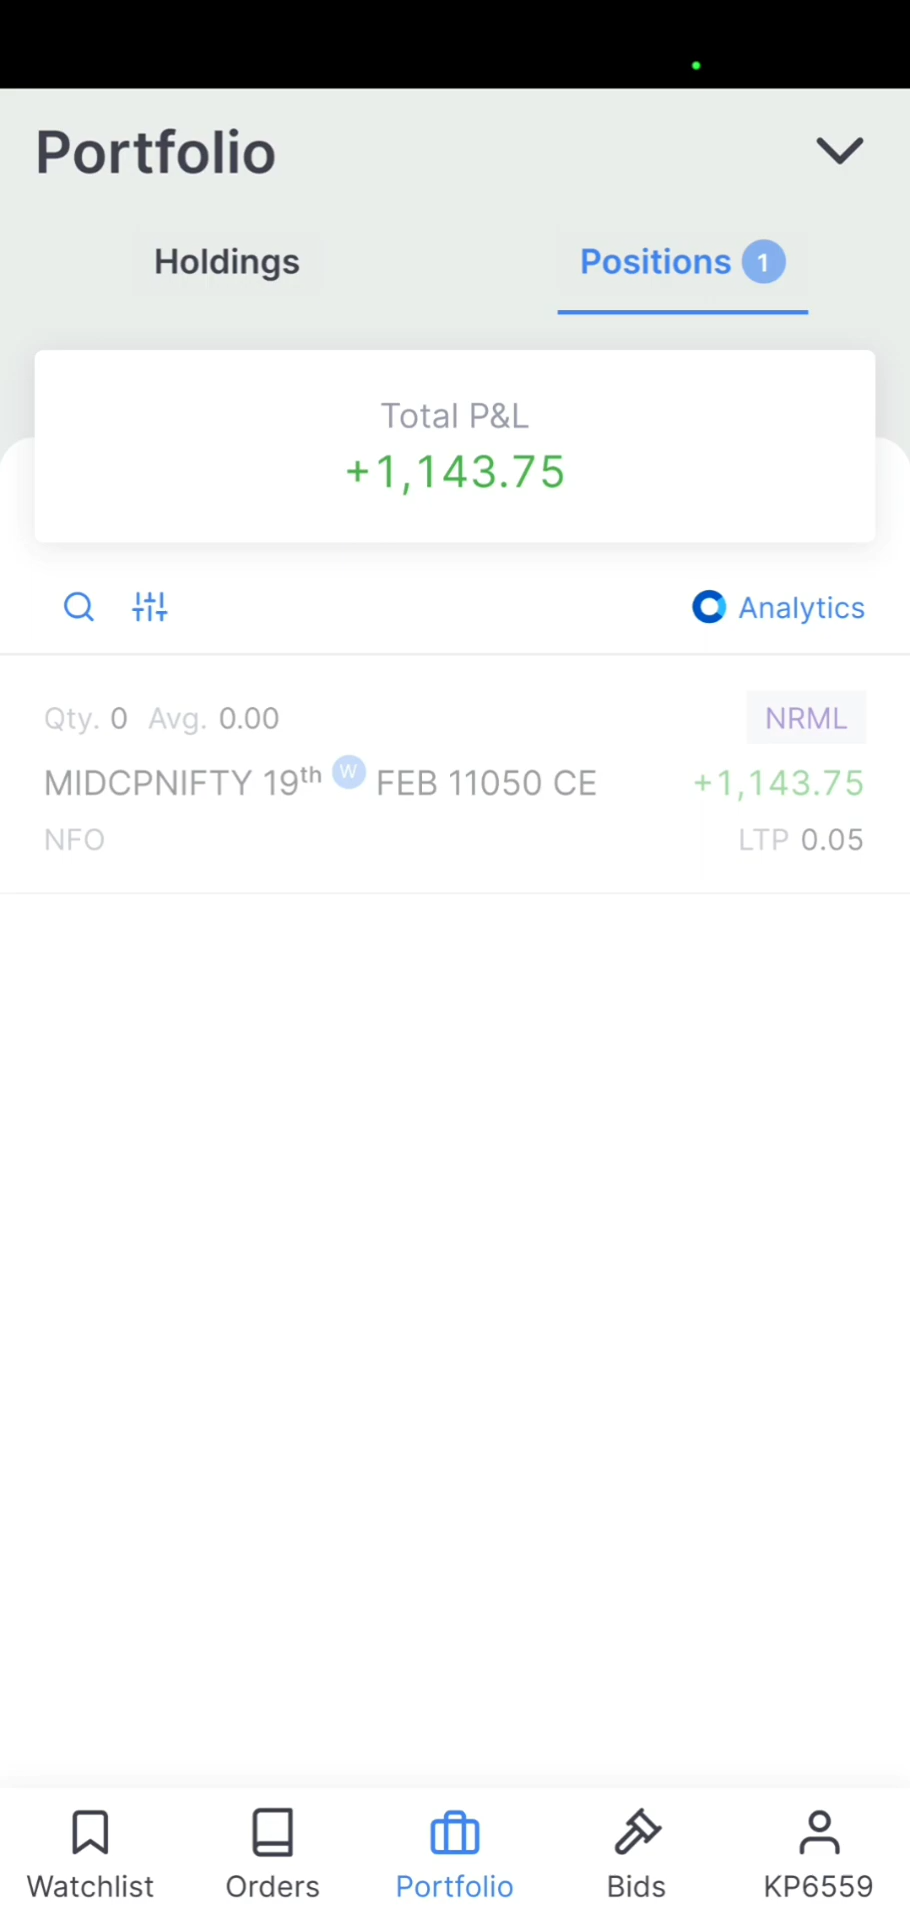 Portfolio
Holdings
Positions 1
Total P&L
+1,143.75
Analytics
Qty. 0 Avg. 0.00 NRML
MIDCPNIFTY 19th W FEB 11050 CE +1,143.75
NFO LTP 0.05
Watchlist Orders Portfolio Bids KP6559